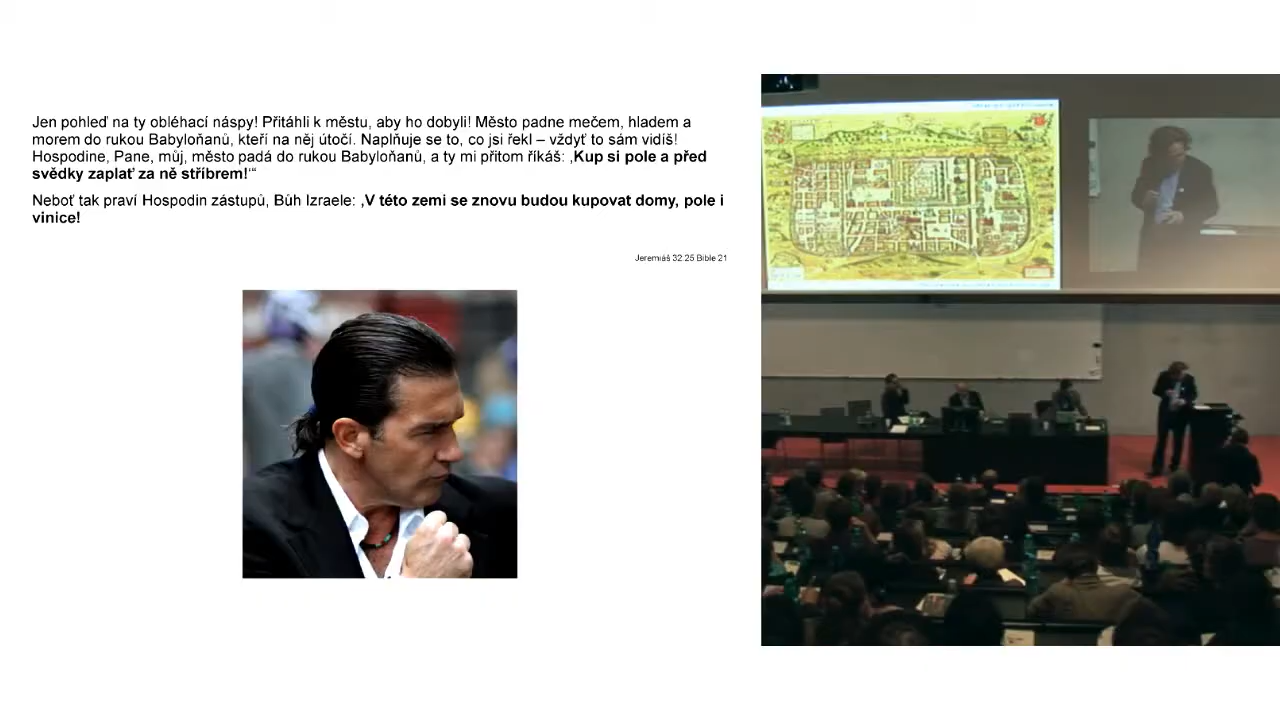 Jen pohleď na ty obléhací náspy! Přitáhli k městu, aby ho dobyli! Město padne mečem, hladem a
morem do rukou Babyloňanů, kteří na něj útočí. Naplňuje se to, co jsi řekl – vždyť to sám vidíš!
Hospodine, Pane, můj, město padá do rukou Babyloňanů, a ty mi přitom říkáš: ‚Kup si pole a před
svědky zaplať za ně stříbrem!‘“
Neboť tak praví Hospodin zástupů, Bůh Izraele: ‚V této zemi se znovu budou kupovat domy, pole i
vinice!
Jeremiáš 32.25 Bible 21